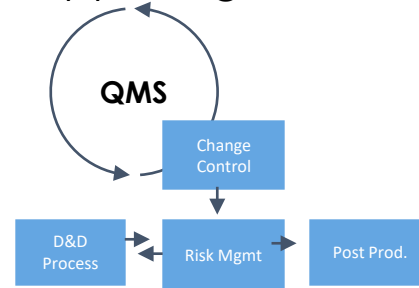 QMS
Change
Control
D&D
Process
Risk Mgmt
Post Prod.